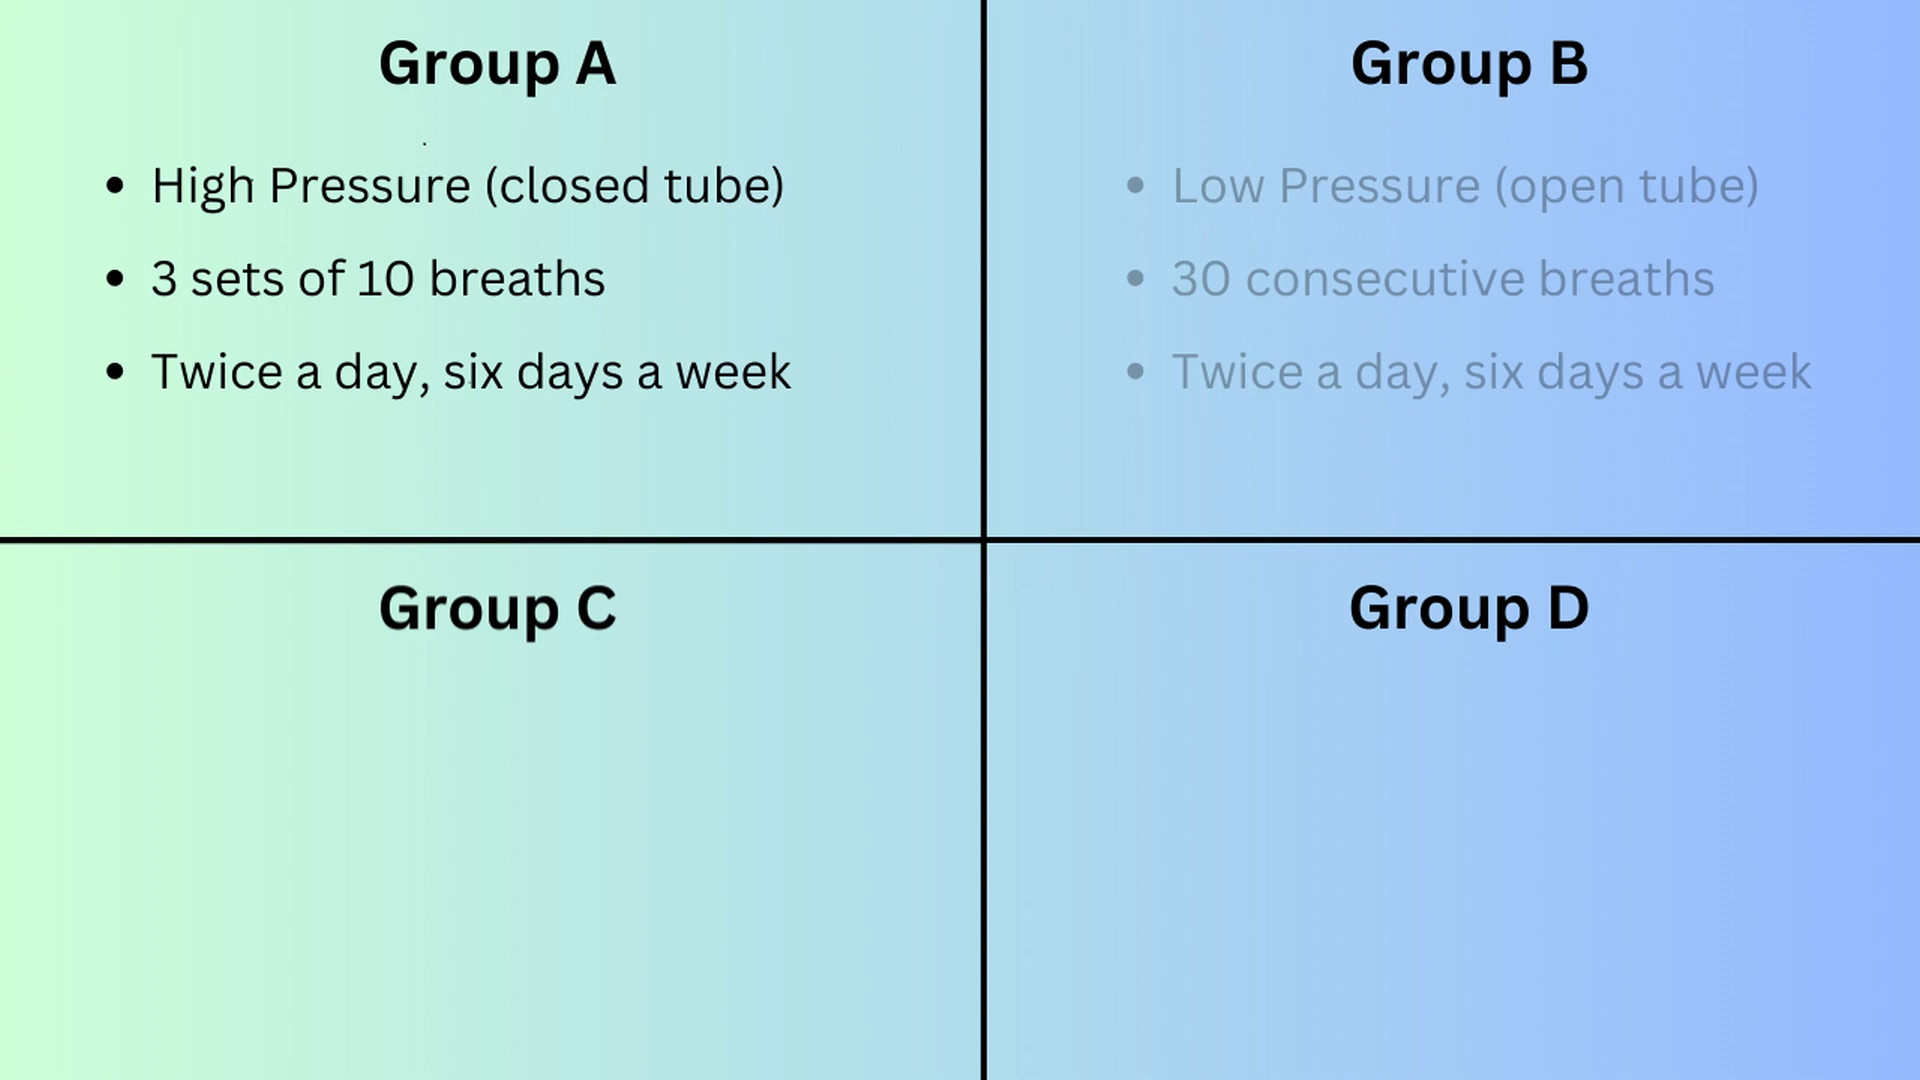 Group A
• High Pressure (closed tube)
• 3 sets of 10 breaths
• Twice a day, six days a week
Group B
• Low Pressure (open tube)
• 30 consecutive breaths
• Twice a day, six days a week
Group C
Group D